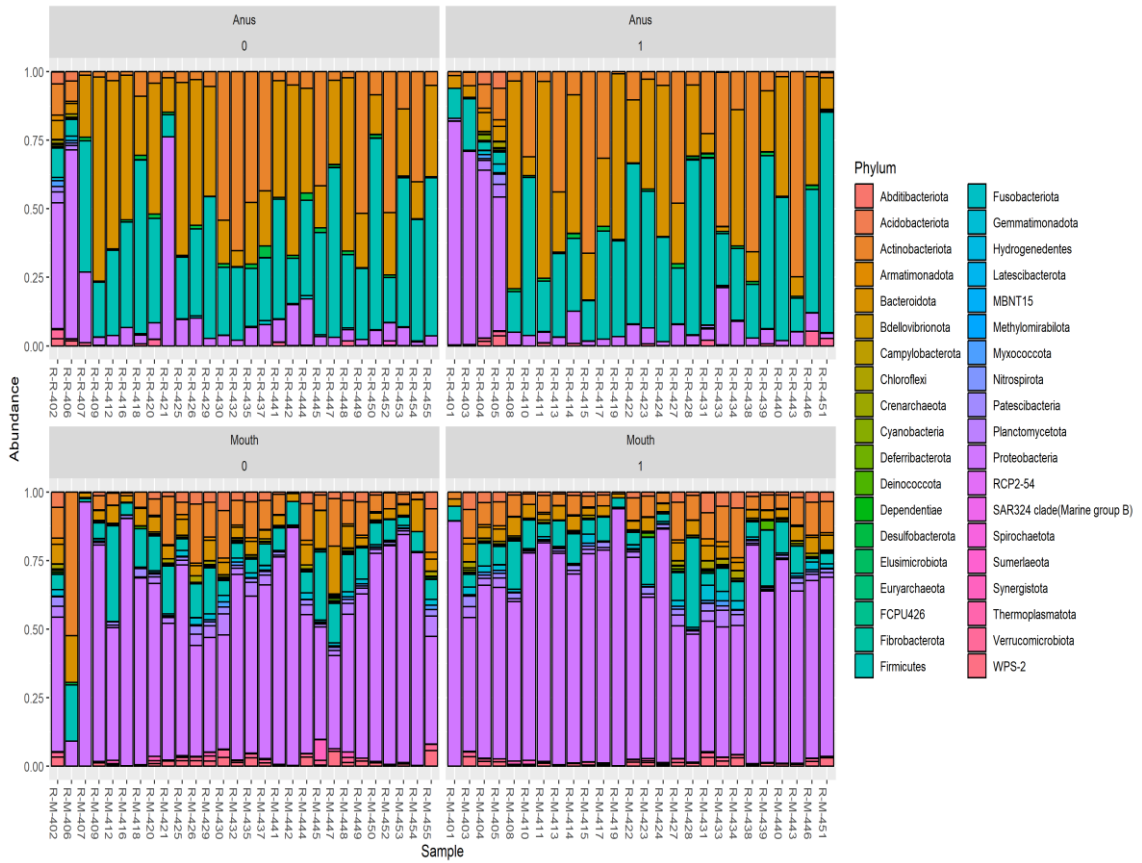 Anus
0
Anus
1
1.00
0.75
0.50
0.25
0.00
R-R-402
R-R-406
R-R-407
R-R-409
R-R-412
R-R-416
R-R-418
R-R-420
R-R-421
R-R-425
R-R-426
R-R-429
R-R-430
R-R-432
R-R-435
R-R-437
R-R-441
R-R-442
R-R-444
R-R-445
R-R-447
R-R-448
R-R-449
R-R-450
R-R-452
R-R-453
R-R-454
R-R-455
R-R-401
R-R-403
R-R-404
R-R-405
R-R-408
R-R-410
R-R-411
R-R-413
R-R-414
R-R-415
R-R-417
R-R-419
R-R-422
R-R-423
R-R-424
R-R-427
R-R-428
R-R-431
R-R-433
R-R-434
R-R-438
R-R-439
R-R-440
R-R-443
R-R-446
R-R-451
Abundance
Mouth
0
Mouth
1
1.00
0.75
0.50
0.25
0.00
R-M-402
R-M-406
R-M-407
R-M-409
R-M-412
R-M-416
R-M-418
R-M-420
R-M-421
R-M-425
R-M-426
R-M-429
R-M-430
R-M-432
R-M-435
R-M-437
R-M-441
R-M-442
R-M-444
R-M-445
R-M-447
R-M-448
R-M-449
R-M-450
R-M-452
R-M-453
R-M-454
R-M-455
R-M-401
R-M-403
R-M-404
R-M-405
R-M-408
R-M-410
R-M-411
R-M-413
R-M-414
R-M-415
R-M-417
R-M-419
R-M-422
R-M-423
R-M-424
R-M-427
R-M-428
R-M-431
R-M-433
R-M-434
R-M-438
R-M-439
R-M-440
R-M-443
R-M-446
R-M-451
Sample
Phylum
Abditibacteriota
Acidobacteriota
Actinobacteriota
Armatimonadota
Bacteroidota
Bdellovibrionota
Campylobacterota
Chloroflexi
Crenarchaeota
Cyanobacteria
Deferribacterota
Deinococcota
Dependentiae
Desulfobacterota
Elusimicrobiota
Euryarchaeota
FCPU426
Fibrobacterota
Firmicutes
Fusobacteriota
Gemmatimonadota
Hydrogenedentes
Latescibacterota
MBNT15
Methylomirabilota
Myxococcota
Nitrospirota
Patescibacteria
Planctomycetota
Proteobacteria
RCP2-54
SAR324 clade(Marine group B)
Spirochaetota
Sumerlaeota
Synergistota
Thermoplasmatota
Verrucomicrobiota
WPS-2